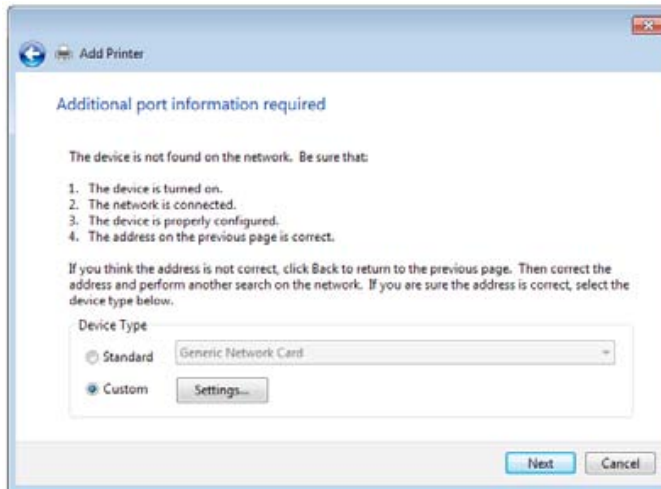 Add Printer
Additional port information required
The device is not found on the network. Be sure that:
1. The device is turned on.
2. The network is connected.
3. The device is properly configured.
4. The address on the previous page is correct.
If you think the address is not correct, click Back to return to the previous page. Then correct the
address and perform another search on the network. If you are sure the address is correct, select the
device type below.
Device Type
Standard
Generic Network Card
Custom
Settings...
Next
Cancel